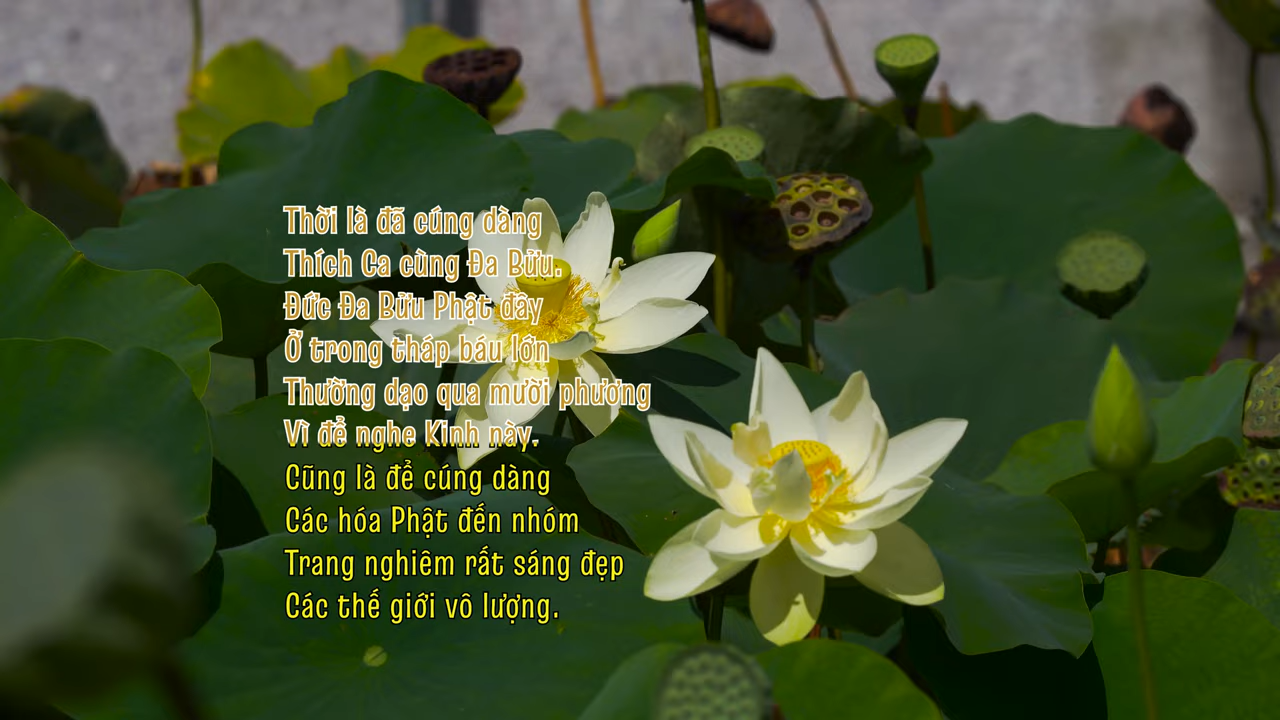 Thời là đã cúng dàng
Thích Ca cùng Đa Bửu.
Đức Đa Bửu Phật đây
Ở trong tháp báu lớn
Thường dạo qua mười phương
Vì để nghe Kinh này.
Cũng là để cúng dàng
Các hóa Phật đến nhóm
Trang nghiêm rất sáng đẹp
Các thế giới vô lượng.